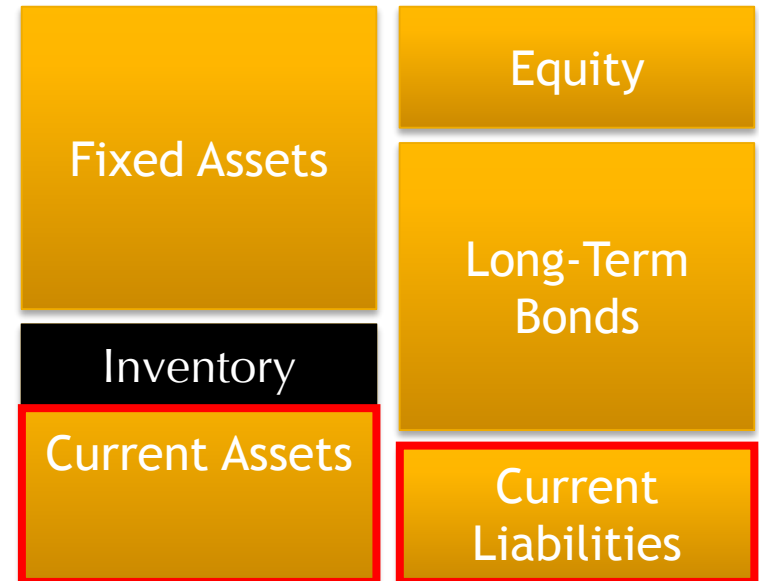 Fixed Assets
Inventory
Current Assets
Equity
Long-Term
Bonds
Current
Liabilities